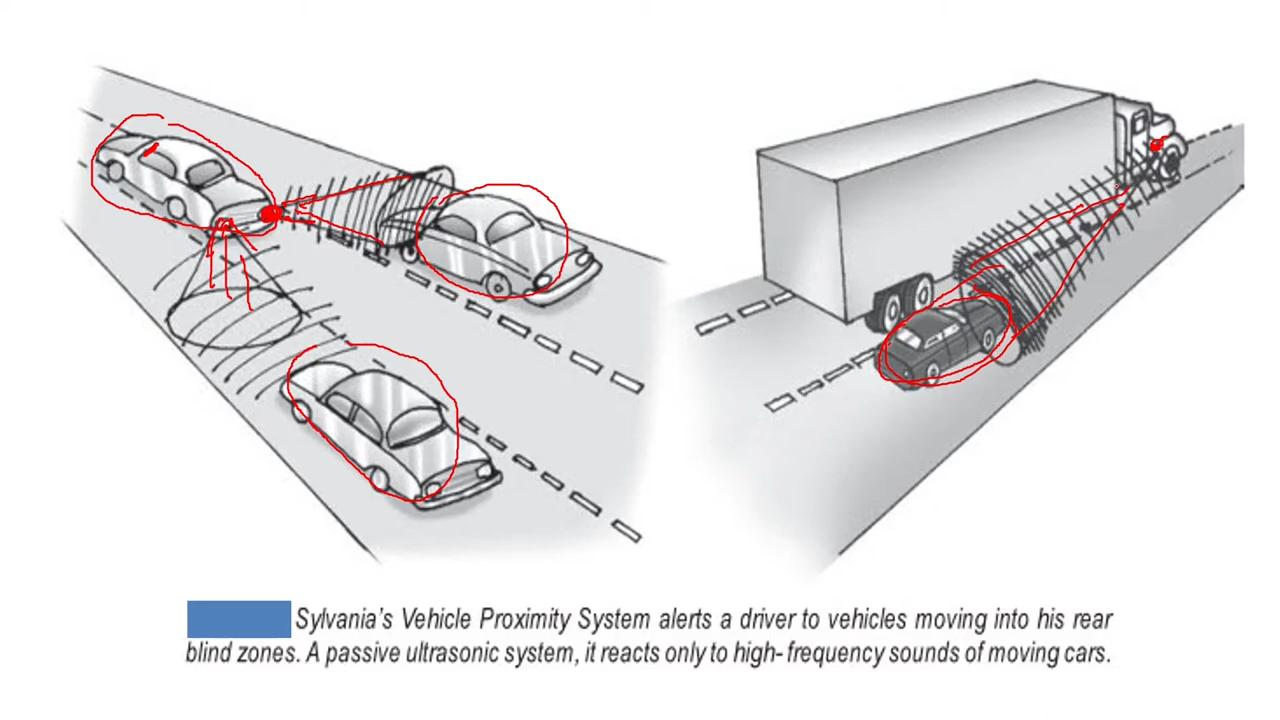 Sylvania's Vehicle Proximity System alerts a driver to vehicles moving into his rear
blind zones. A passive ultrasonic system, it reacts only to high- frequency sounds of moving cars.